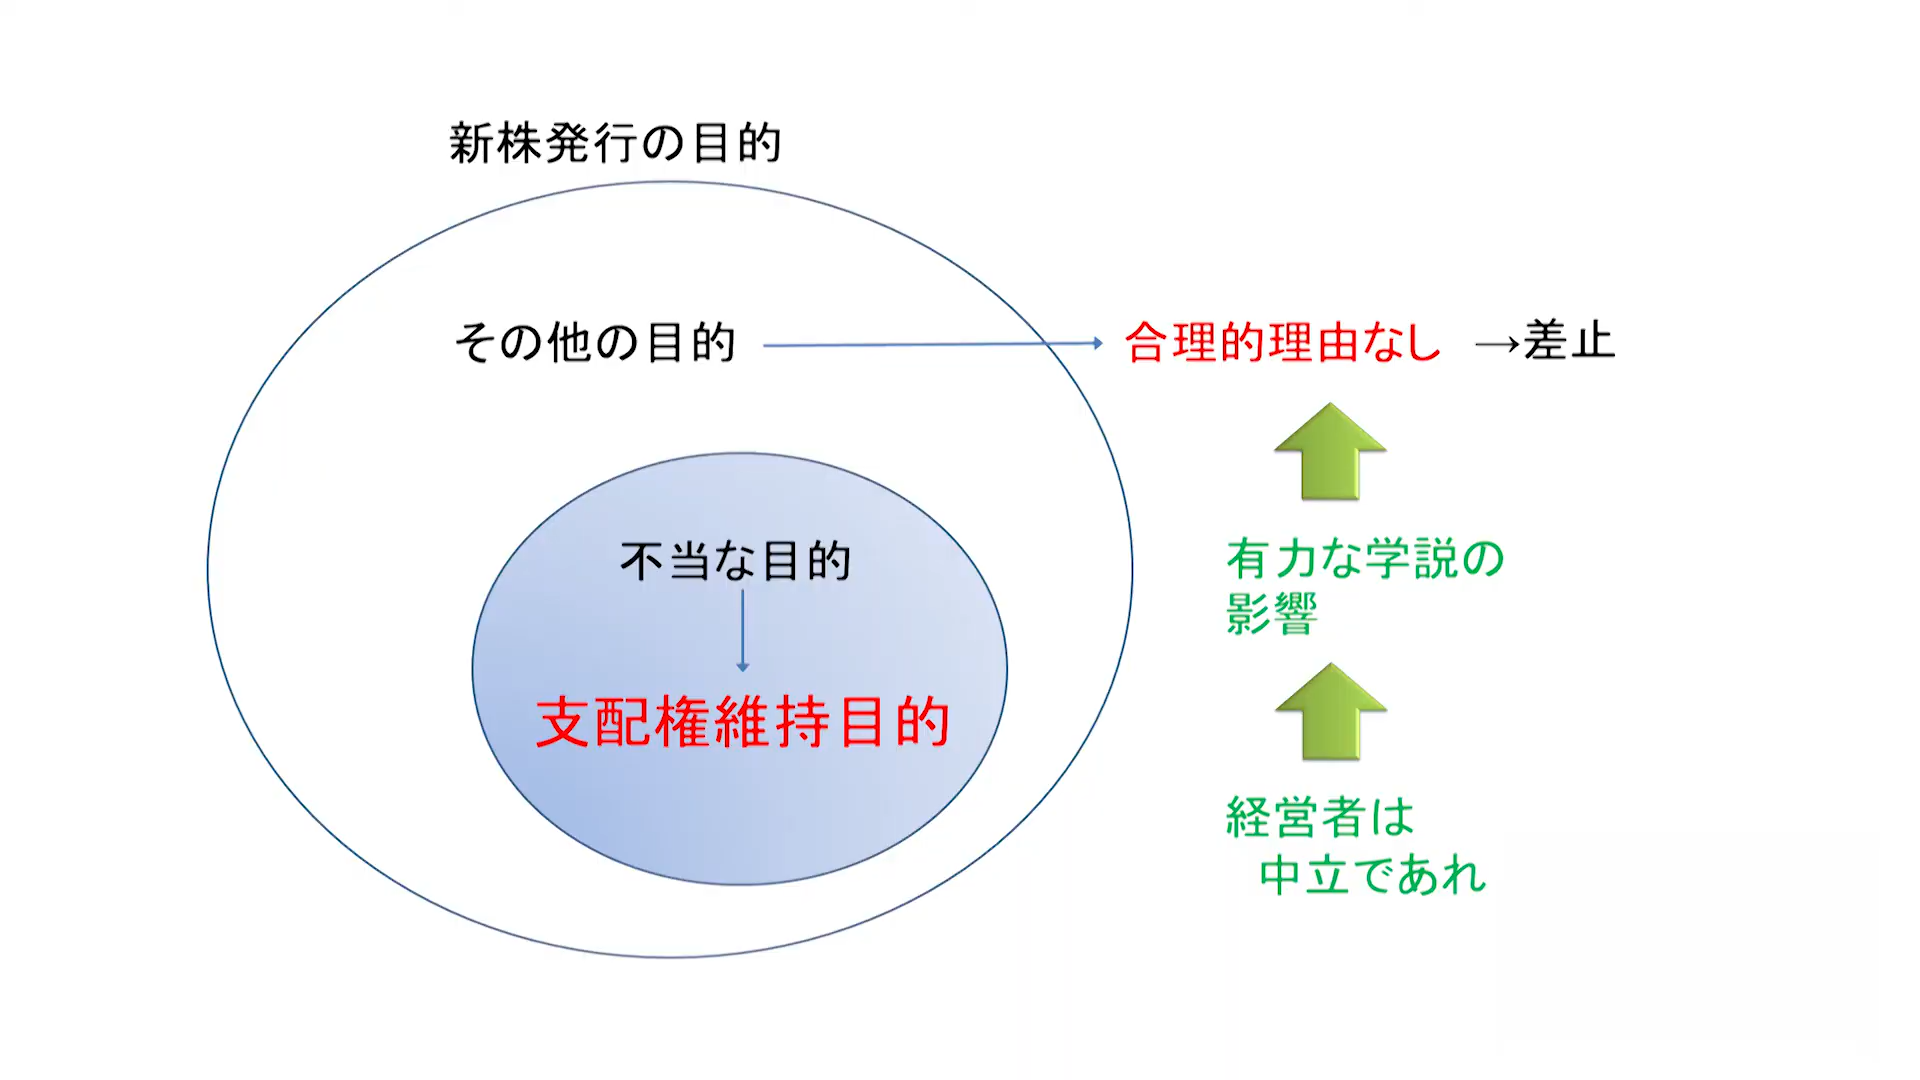 新株発行の目的
その他の目的
合理的理由なし →差止
不当な目的
支配権維持目的
有力な学説の
影響
経営者は
中立であれ